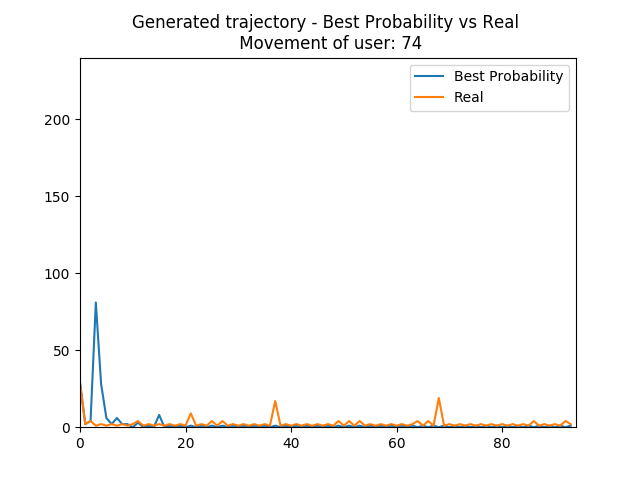 Generated trajectory - Best Probability vs Real
Movement of user: 74
Best Probability
Real
200
150
100
50
0
0 20 40 60 80